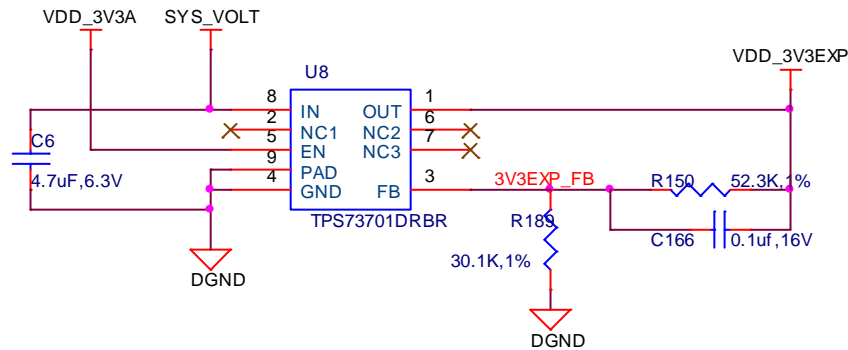 VDD_3V3A
SYS_VOLT
VDD_3V3EXP
U8
8
IN
OUT
1
2
NC1
NC2
6
5
EN
NC3
7
9
PAD
4
GND
FB
3
C6
4.7uF,6.3V
TPS73701DRBR
3V3EXP_FB
R150
52.3K,1%
R189
30.1K,1%
C166
0.1uf,16V
DGND
DGND